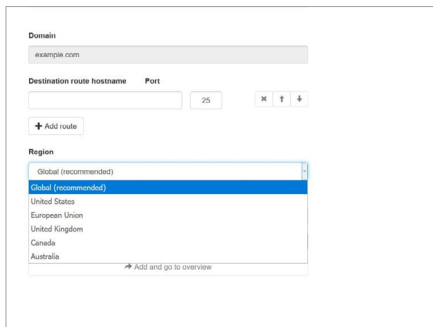 Domain
example.com
Destination route hostname Port
25
Add route
Region
Global (recommended)
Global (recommended)
United States
European Union
United Kingdom
Canada
Australia
Add and go to overview